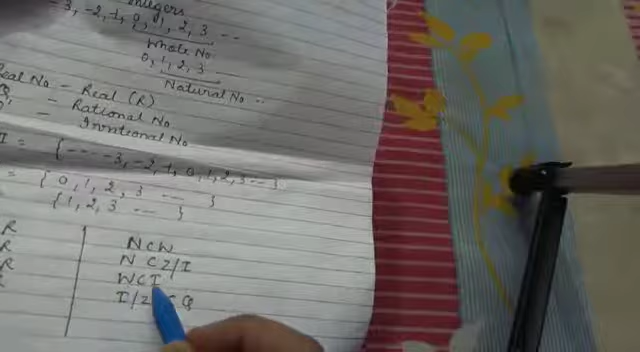 Integers
-3, -2, -1, 0, 1, 2, 3 ---
Whole No
0, 1, 2, 3 ---
Natural No --
Real No - Real (R)
- Rational No
- Irrntional No
I = { --- -3, -2, -1, 0, 1, 2, 3 --- }
= { 0, 1, 2, 3 --- }
{ 1, 2, 3 --- }
R
R N⊂W
R N ⊂ Z/I
W⊂I
I/Z ⊂ Q